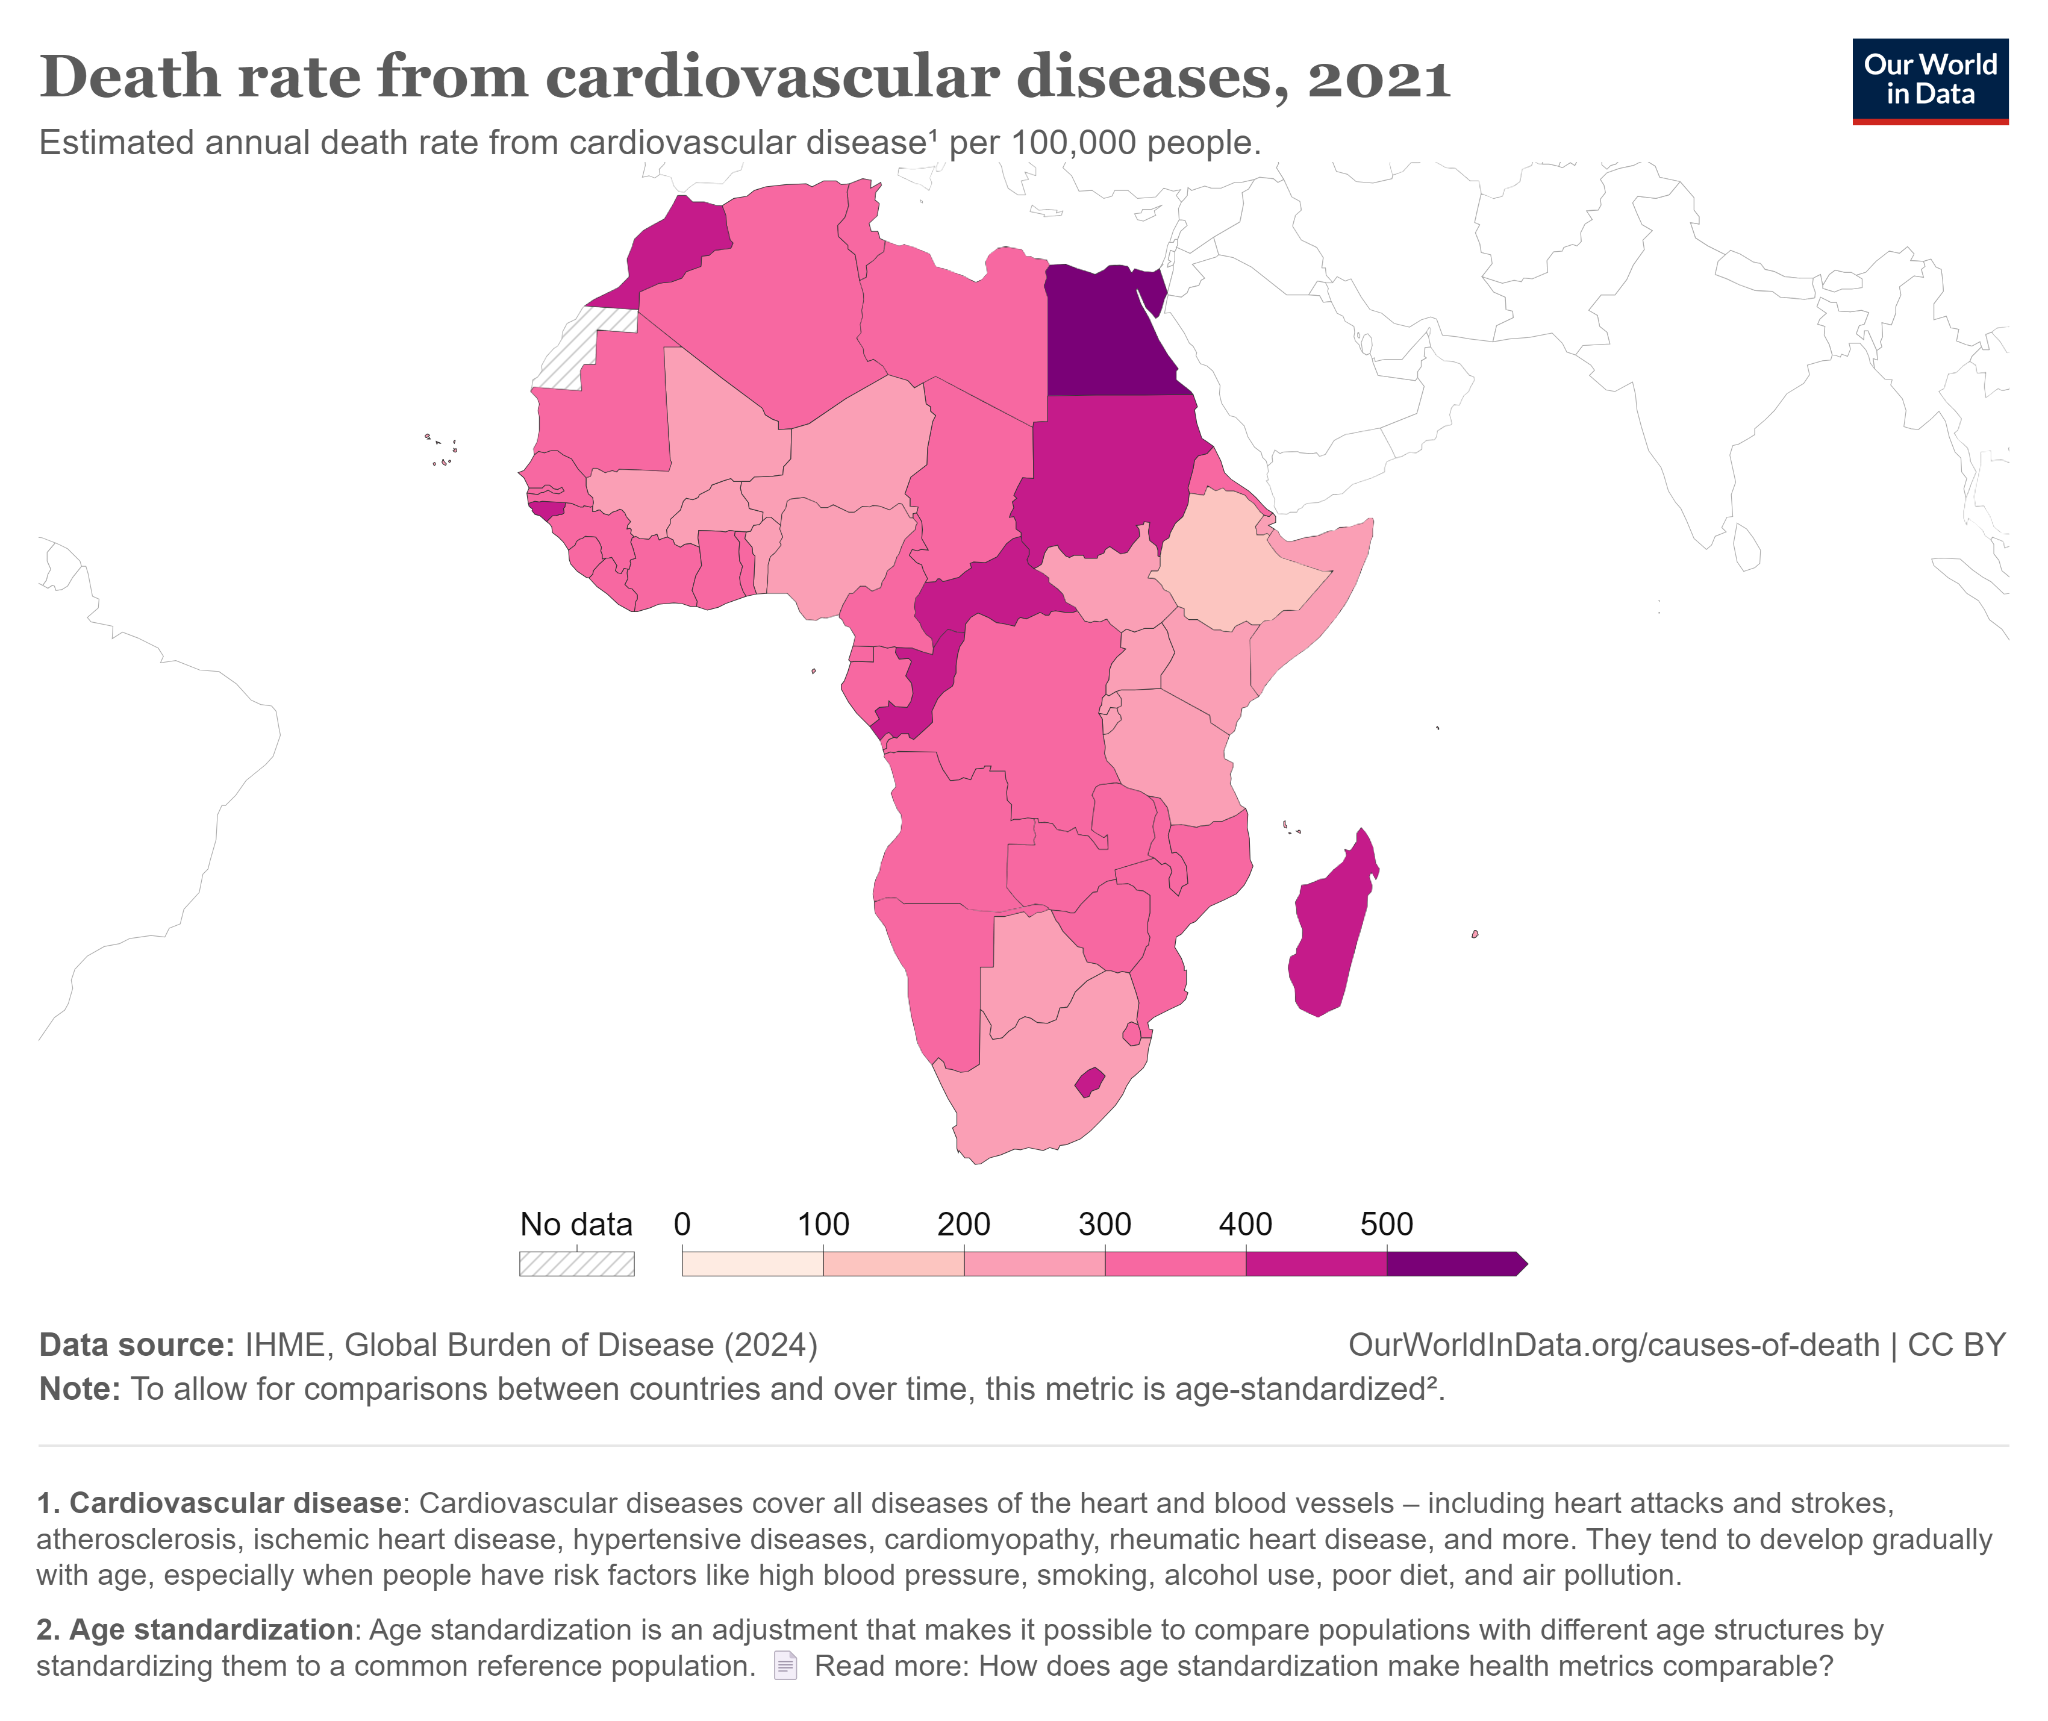 Death rate from cardiovascular diseases, 2021
Our World
in Data
Estimated annual death rate from cardiovascular disease¹ per 100,000 people.
No data 0 100 200 300 400 500
Data source: IHME, Global Burden of Disease (2024)
OurWorldInData.org/causes-of-death | CC BY
Note: To allow for comparisons between countries and over time, this metric is age-standardized².
1. Cardiovascular disease: Cardiovascular diseases cover all diseases of the heart and blood vessels – including heart attacks and strokes,
atherosclerosis, ischemic heart disease, hypertensive diseases, cardiomyopathy, rheumatic heart disease, and more. They tend to develop gradually
with age, especially when people have risk factors like high blood pressure, smoking, alcohol use, poor diet, and air pollution.
2. Age standardization: Age standardization is an adjustment that makes it possible to compare populations with different age structures by
standardizing them to a common reference population. Read more: How does age standardization make health metrics comparable?